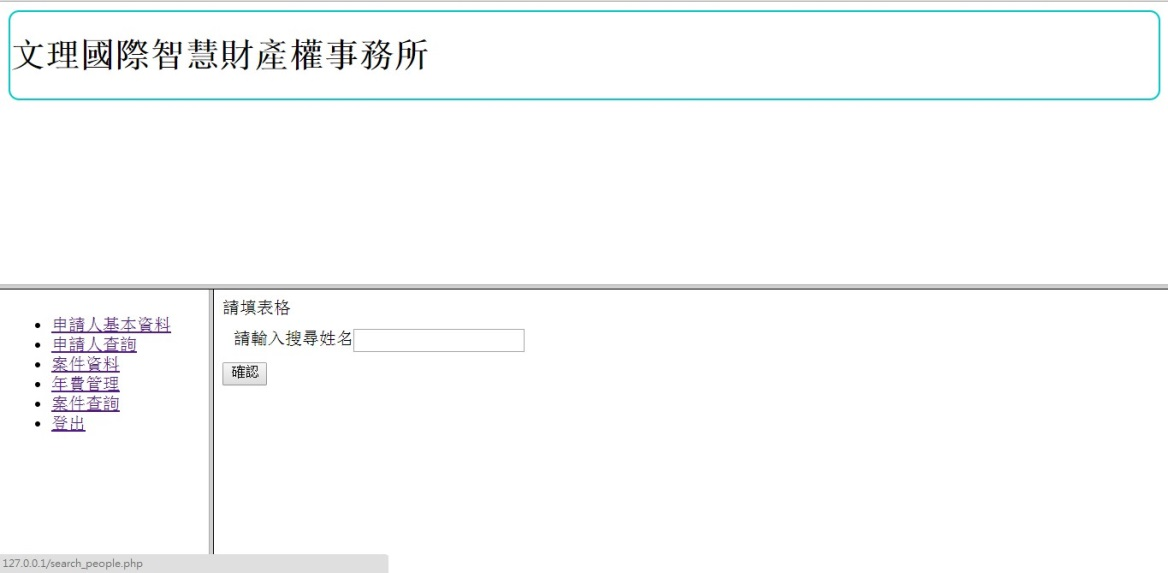 文理國際智慧財產權事務所
申請人基本資料
申請人查詢
案件資料
年費管理
案件查詢
登出
請填表格
請輸入搜尋姓名
確認
127.0.0.1/search_people.php